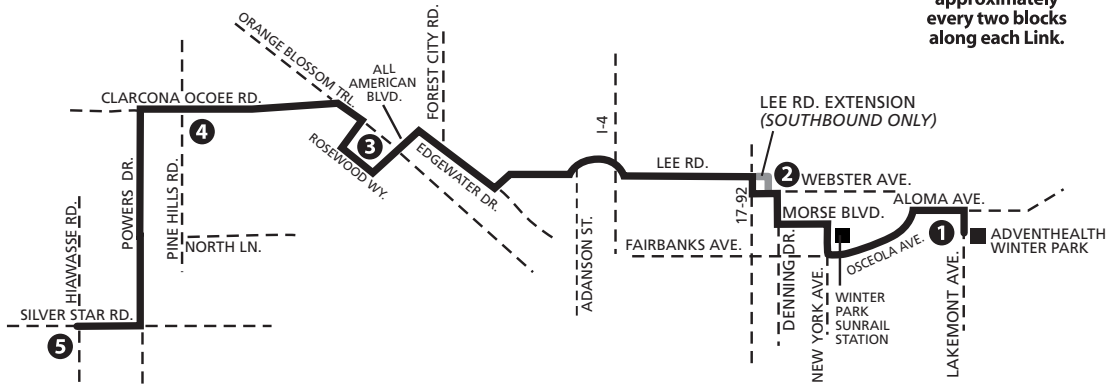 approximately
every two blocks
along each Link.
ORANGE BLOSSOM TRL.
ALL
AMERICAN
BLVD.
FOREST CITY RD.
CLARCONA OCOEE RD.
4
3
ROSEWOOD WY.
EDGEWATER DR.
I-4
LEE RD. EXTENSION
(SOUTHBOUND ONLY)
LEE RD.
2
WEBSTER AVE.
17-92
ALOMA AVE.
MORSE BLVD.
1
ADVENTHEALTH
WINTER PARK
FAIRBANKS AVE.
OSCEOLA AVE.
POWERS DR.
PINE HILLS RD.
NORTH LN.
HIAWASSE RD.
ADANSON ST.
DENNING DR.
NEW YORK AVE.
WINTER
PARK
SUNRAIL
STATION
LAKEMONT AVE.
SILVER STAR RD.
5